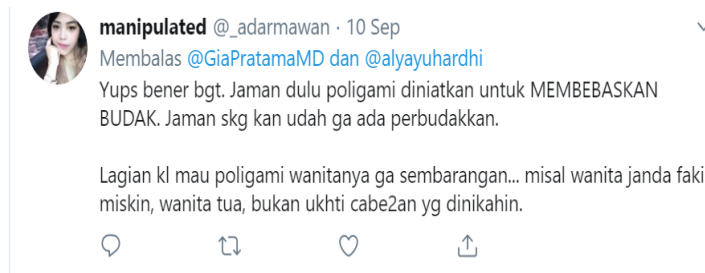 manipulated @_adarmawan · 10 Sep
Membalas @GiaPratamaMD dan @alyayuhardhi
Yups bener bgt. Jaman dulu poligami diniatkan untuk MEMBEBASKAN
BUDAK. Jaman skg kan udah ga ada perbudakkan.
Lagian kl mau poligami wanitanya ga sembarangan... misal wanita janda faki
miskin, wanita tua, bukan ukhti cabe2an yg dinikahin.